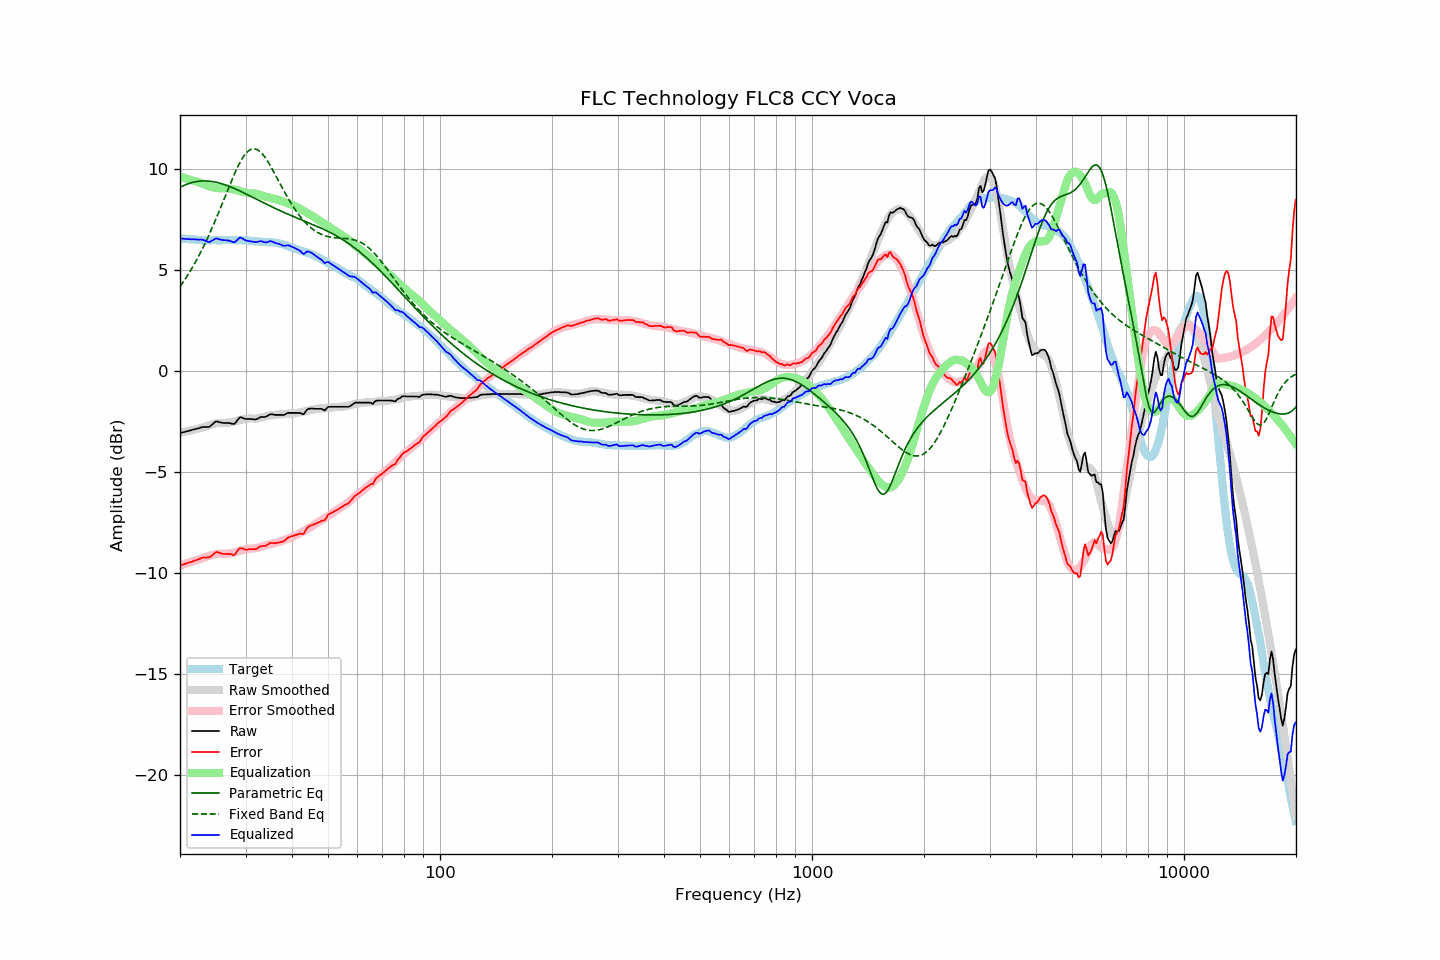 FLC Technology FLC8 CCY Voca
10
5
0
−5
−10
−15
−20
Amplitude (dBr)
Target
Raw Smoothed
Error Smoothed
Raw
Error
Equalization
Parametric Eq
Fixed Band Eq
Equalized
100
1000
10000
Frequency (Hz)